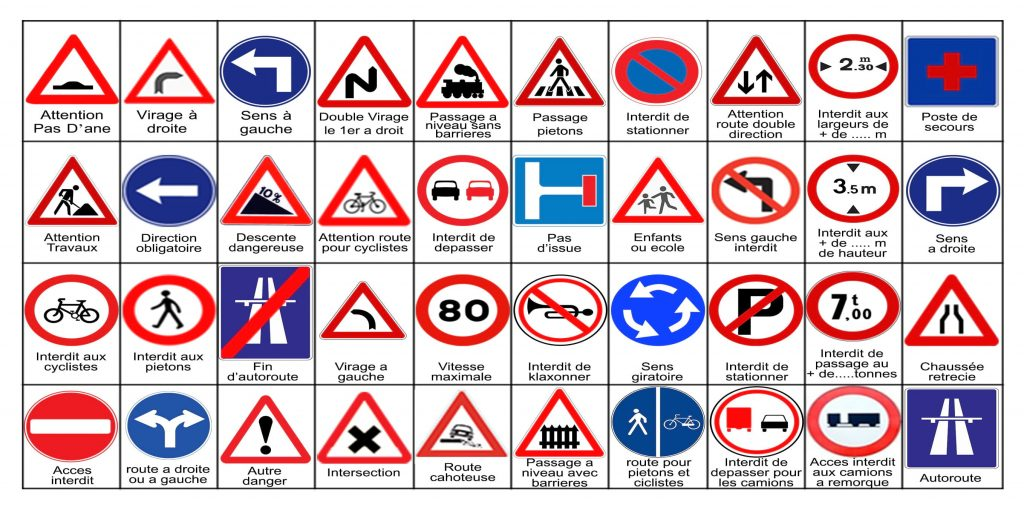 Attention
Pas D'ane
Virage à
droite
Sens à
gauche
Double Virage
le 1er a droit
Passage a
niveau sans
barrieres
Passage
pietons
Interdit de
stationner
Attention
route double
direction
2.30 m
Interdit aux
largeurs de
+ de ..... m
Poste de
secours
Attention
Travaux
Direction
obligatoire
10%
Descente
dangereuse
Attention route
pour cyclistes
Interdit de
depasser
Pas
d'issue
Enfants
ou ecole
Sens gauche
interdit
3.5 m
Interdit aux
+ de ..... m
de hauteur
Sens
a droite
Interdit aux
cyclistes
Interdit aux
pietons
Fin
d'autoroute
Virage a
gauche
80
Vitesse
maximale
Interdit de
klaxonner
Sens
giratoire
P
Interdit de
stationner
7,00 t
Interdit de
passage au
+ de.....tonnes
Chaussée
retrecie
Acces
interdit
route a droite
ou a gauche
Autre
danger
Intersection
Route
cahoteuse
Passage a
niveau avec
barrieres
route pour
pietons et
ciclistes
Interdit de
depasser pour
les camions
Acces interdit
aux camions
a remorque
Autoroute